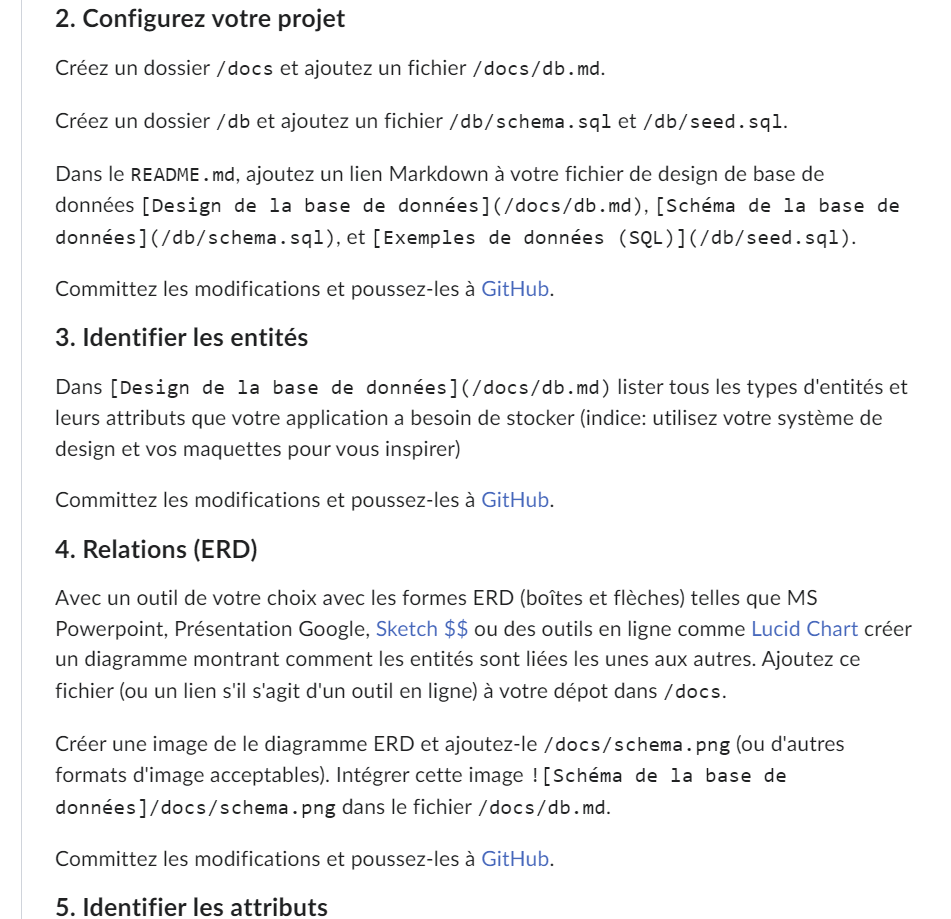 2. Configurez votre projet
Créez un dossier /docs et ajoutez un fichier /docs/db.md.
Créez un dossier /db et ajoutez un fichier /db/schema.sql et /db/seed.sql.
Dans le README.md, ajoutez un lien Markdown à votre fichier de design de base de
données [Design de la base de données](/docs/db.md), [Schéma de la base de
données](/db/schema.sql), et [Exemples de données (SQL)](/db/seed.sql).
Committez les modifications et poussez-les à GitHub.
3. Identifier les entités
Dans [Design de la base de données](/docs/db.md) lister tous les types d'entités et
leurs attributs que votre application a besoin de stocker (indice: utilisez votre système de
design et vos maquettes pour vous inspirer)
Committez les modifications et poussez-les à GitHub.
4. Relations (ERD)
Avec un outil de votre choix avec les formes ERD (boîtes et flèches) telles que MS
Powerpoint, Présentation Google, Sketch $$ ou des outils en ligne comme Lucid Chart créer
un diagramme montrant comment les entités sont liées les unes aux autres. Ajoutez ce
fichier (ou un lien s'il s'agit d'un outil en ligne) à votre dépot dans /docs.
Créer une image de le diagramme ERD et ajoutez-le /docs/schema.png (ou d'autres
formats d'image acceptables). Intégrer cette image ![Schéma de la base de
données]/docs/schema.png dans le fichier /docs/db.md.
Committez les modifications et poussez-les à GitHub.
5. Identifier les attributs